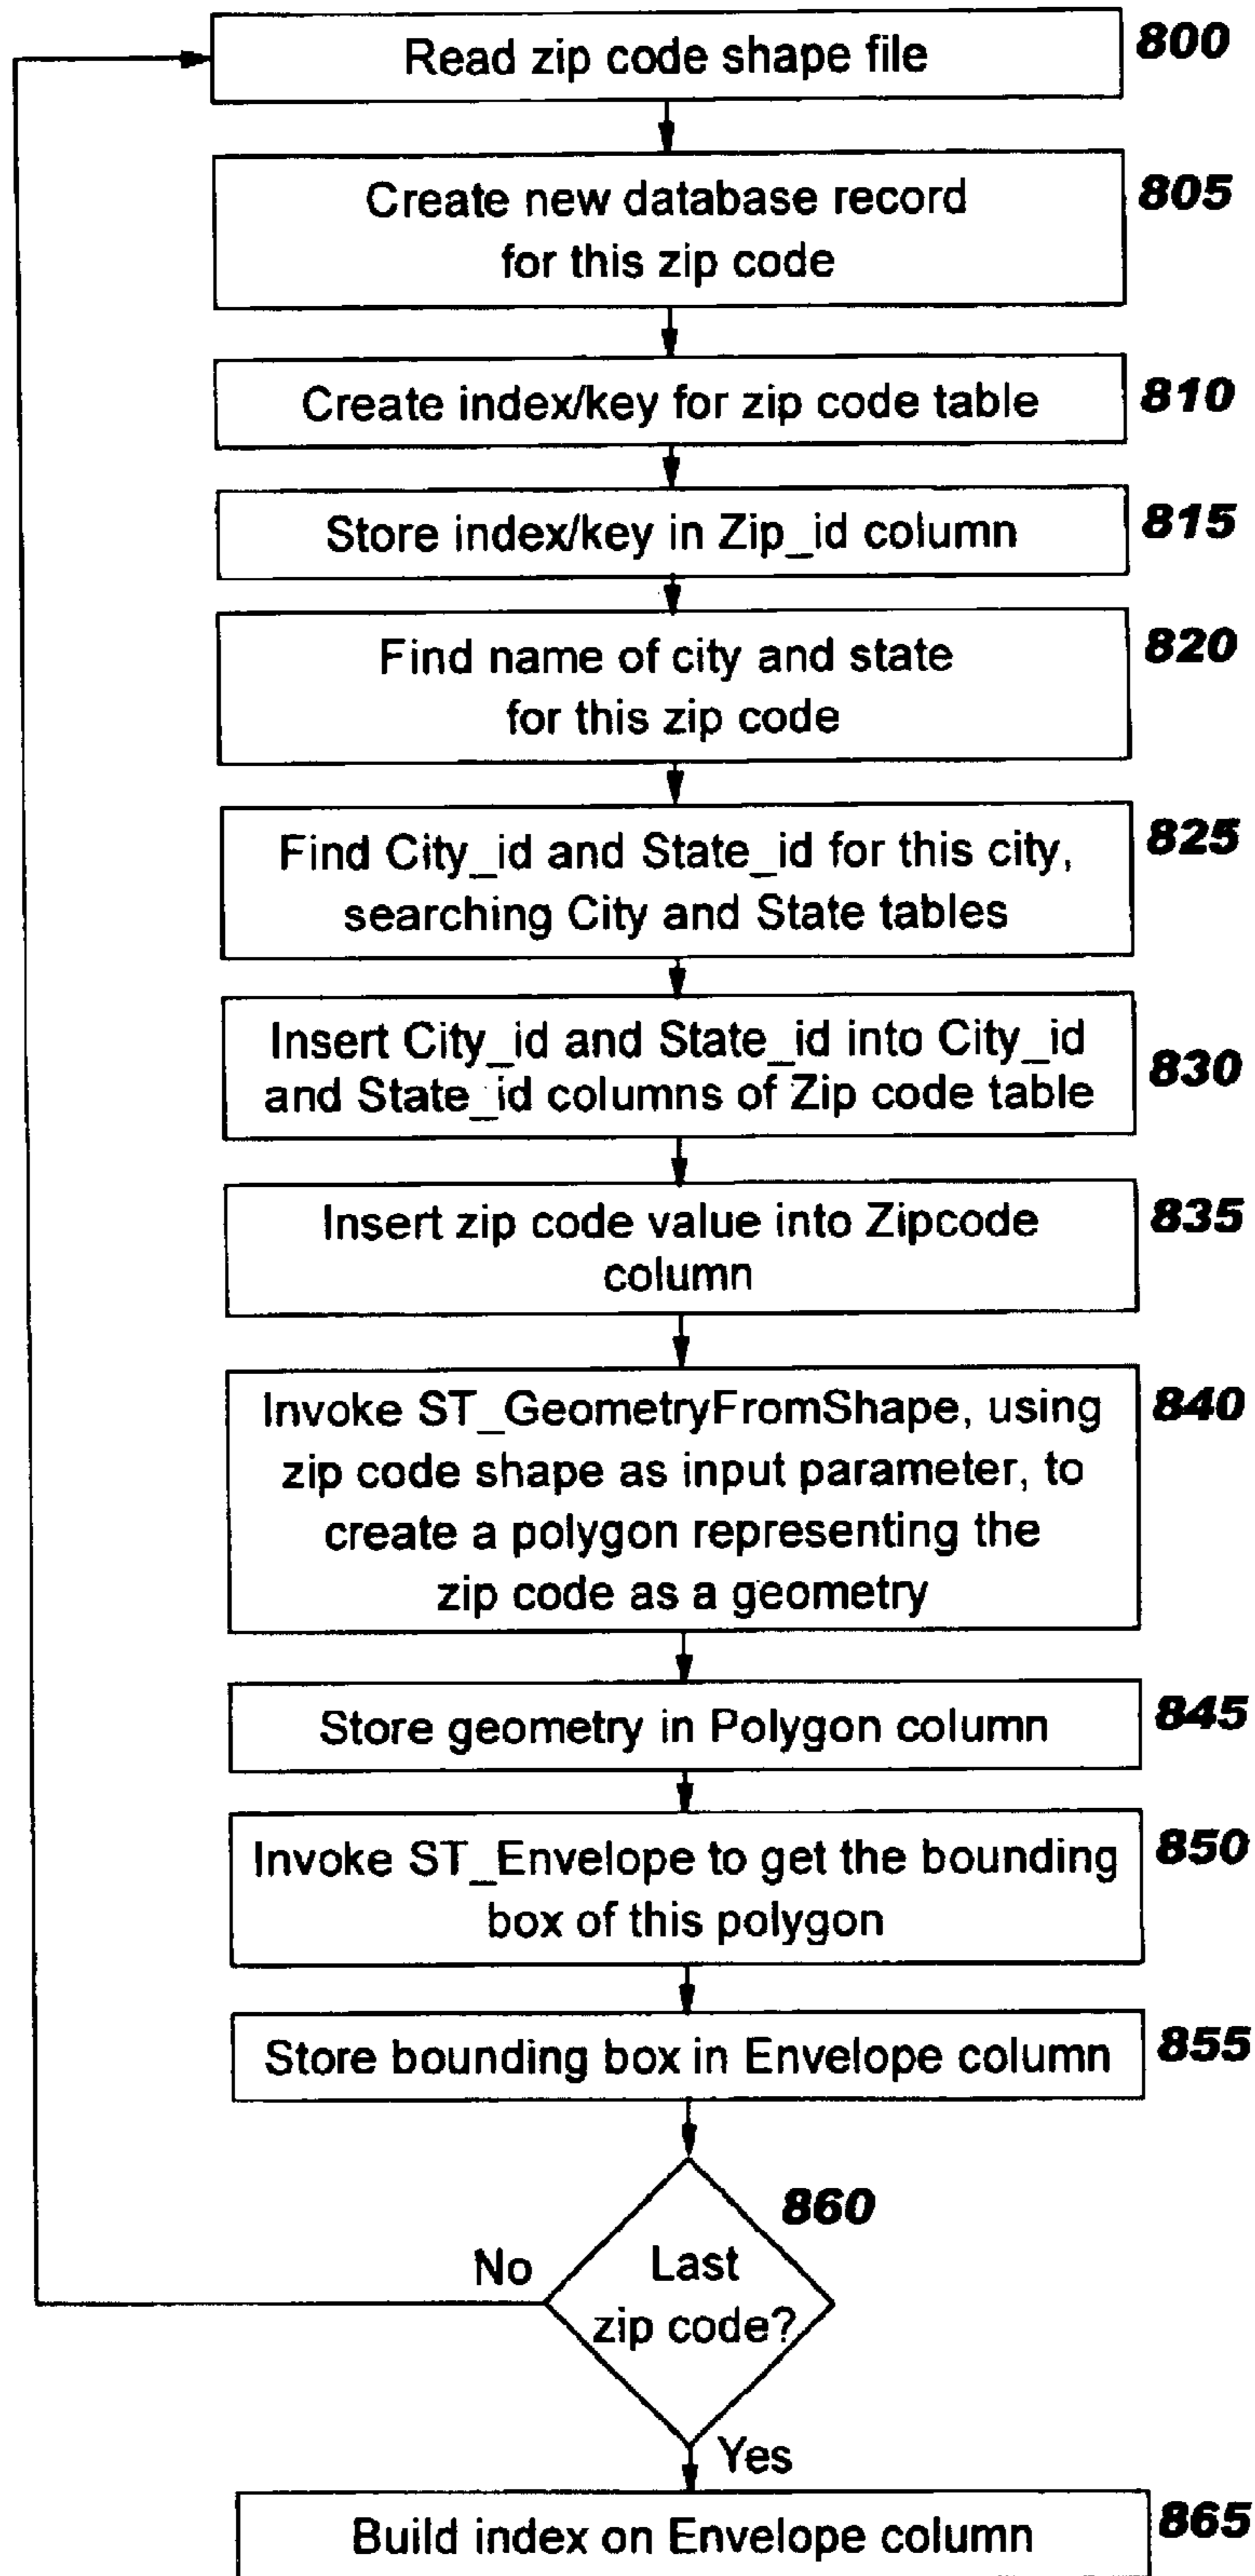 Read zip code shape file
800
Create new database record
for this zip code
805
Create index/key for zip code table
810
Store index/key in Zip_id column
815
Find name of city and state
for this zip code
820
Find City_id and State_id for this city,
searching City and State tables
825
Insert City_id and State_id into City_id
and State_id columns of Zip code table
830
Insert zip code value into Zipcode
column
835
Invoke ST_GeometryFromShape, using
zip code shape as input parameter, to
create a polygon representing the
zip code as a geometry
840
Store geometry in Polygon column
845
Invoke ST_Envelope to get the bounding
box of this polygon
850
Store bounding box in Envelope column
855
860
No
Last
zip code?
Yes
Build index on Envelope column
865